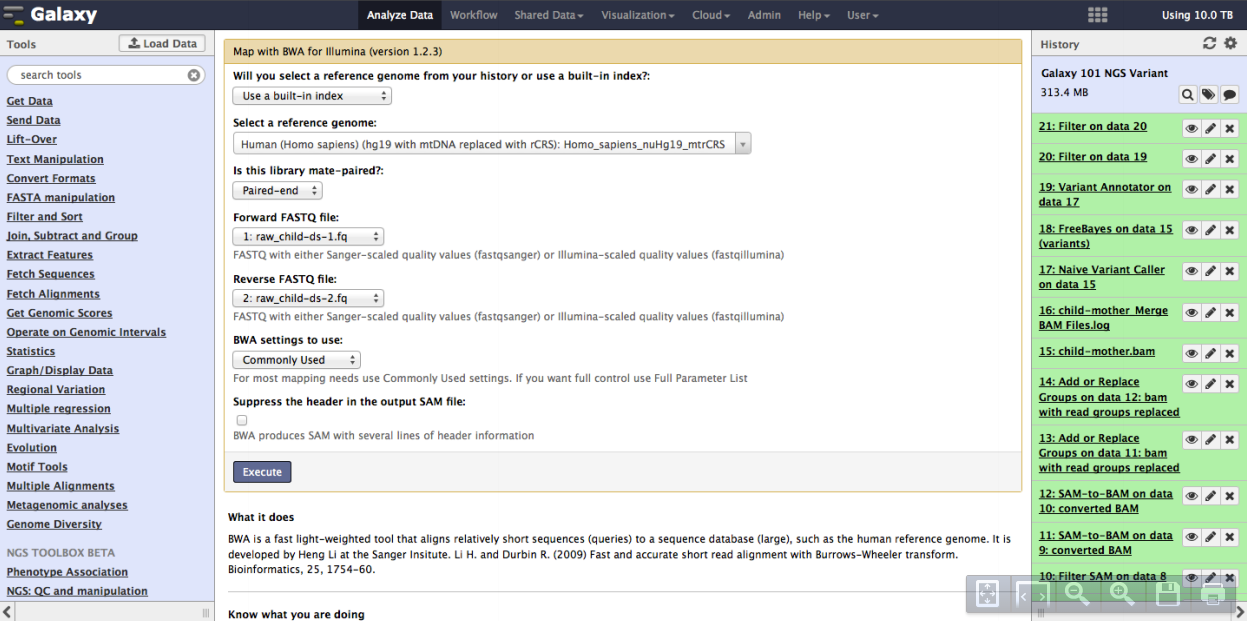 Galaxy
Analyze Data
Workflow
Shared Data
Visualization
Cloud
Admin
Help
User
Using 10.0 TB
Tools
Load Data
search tools
Get Data
Send Data
Lift-Over
Text Manipulation
Convert Formats
FASTA manipulation
Filter and Sort
Join, Subtract and Group
Extract Features
Fetch Sequences
Fetch Alignments
Get Genomic Scores
Operate on Genomic Intervals
Statistics
Graph/Display Data
Regional Variation
Multiple regression
Multivariate Analysis
Evolution
Motif Tools
Multiple Alignments
Metagenomic analyses
Genome Diversity
NGS TOOLBOX BETA
Phenotype Association
NGS: QC and manipulation
Map with BWA for Illumina (version 1.2.3)
Will you select a reference genome from your history or use a built-in index?:
Use a built-in index
Select a reference genome:
Human (Homo sapiens) (hg19 with mtDNA replaced with rCRS): Homo_sapiens_nuHg19_mtrCRS
Is this library mate-paired?:
Paired-end
Forward FASTQ file:
1: raw_child-ds-1.fq
FASTQ with either Sanger-scaled quality values (fastqsanger) or Illumina-scaled quality values (fastqillumina)
Reverse FASTQ file:
2: raw_child-ds-2.fq
FASTQ with either Sanger-scaled quality values (fastqsanger) or Illumina-scaled quality values (fastqillumina)
BWA settings to use:
Commonly Used
For most mapping needs use Commonly Used settings. If you want full control use Full Parameter List
Suppress the header in the output SAM file:
BWA produces SAM with several lines of header information
Execute
What it does
BWA is a fast light-weighted tool that aligns relatively short sequences (queries) to a sequence database (large), such as the human reference genome. It is
developed by Heng Li at the Sanger Insitute. Li H. and Durbin R. (2009) Fast and accurate short read alignment with Burrows-Wheeler transform.
Bioinformatics, 25, 1754-60.
Know what you are doing
History
Galaxy 101 NGS Variant
313.4 MB
21: Filter on data 20
20: Filter on data 19
19: Variant Annotator on
data 17
18: FreeBayes on data 15
(variants)
17: Naive Variant Caller
on data 15
16: child-mother Merge
BAM Files.log
15: child-mother.bam
14: Add or Replace
Groups on data 12: bam
with read groups replaced
13: Add or Replace
Groups on data 11: bam
with read groups replaced
12: SAM-to-BAM on data
10: converted BAM
11: SAM-to-BAM on data
9: converted BAM
10: Filter SAM on data 8